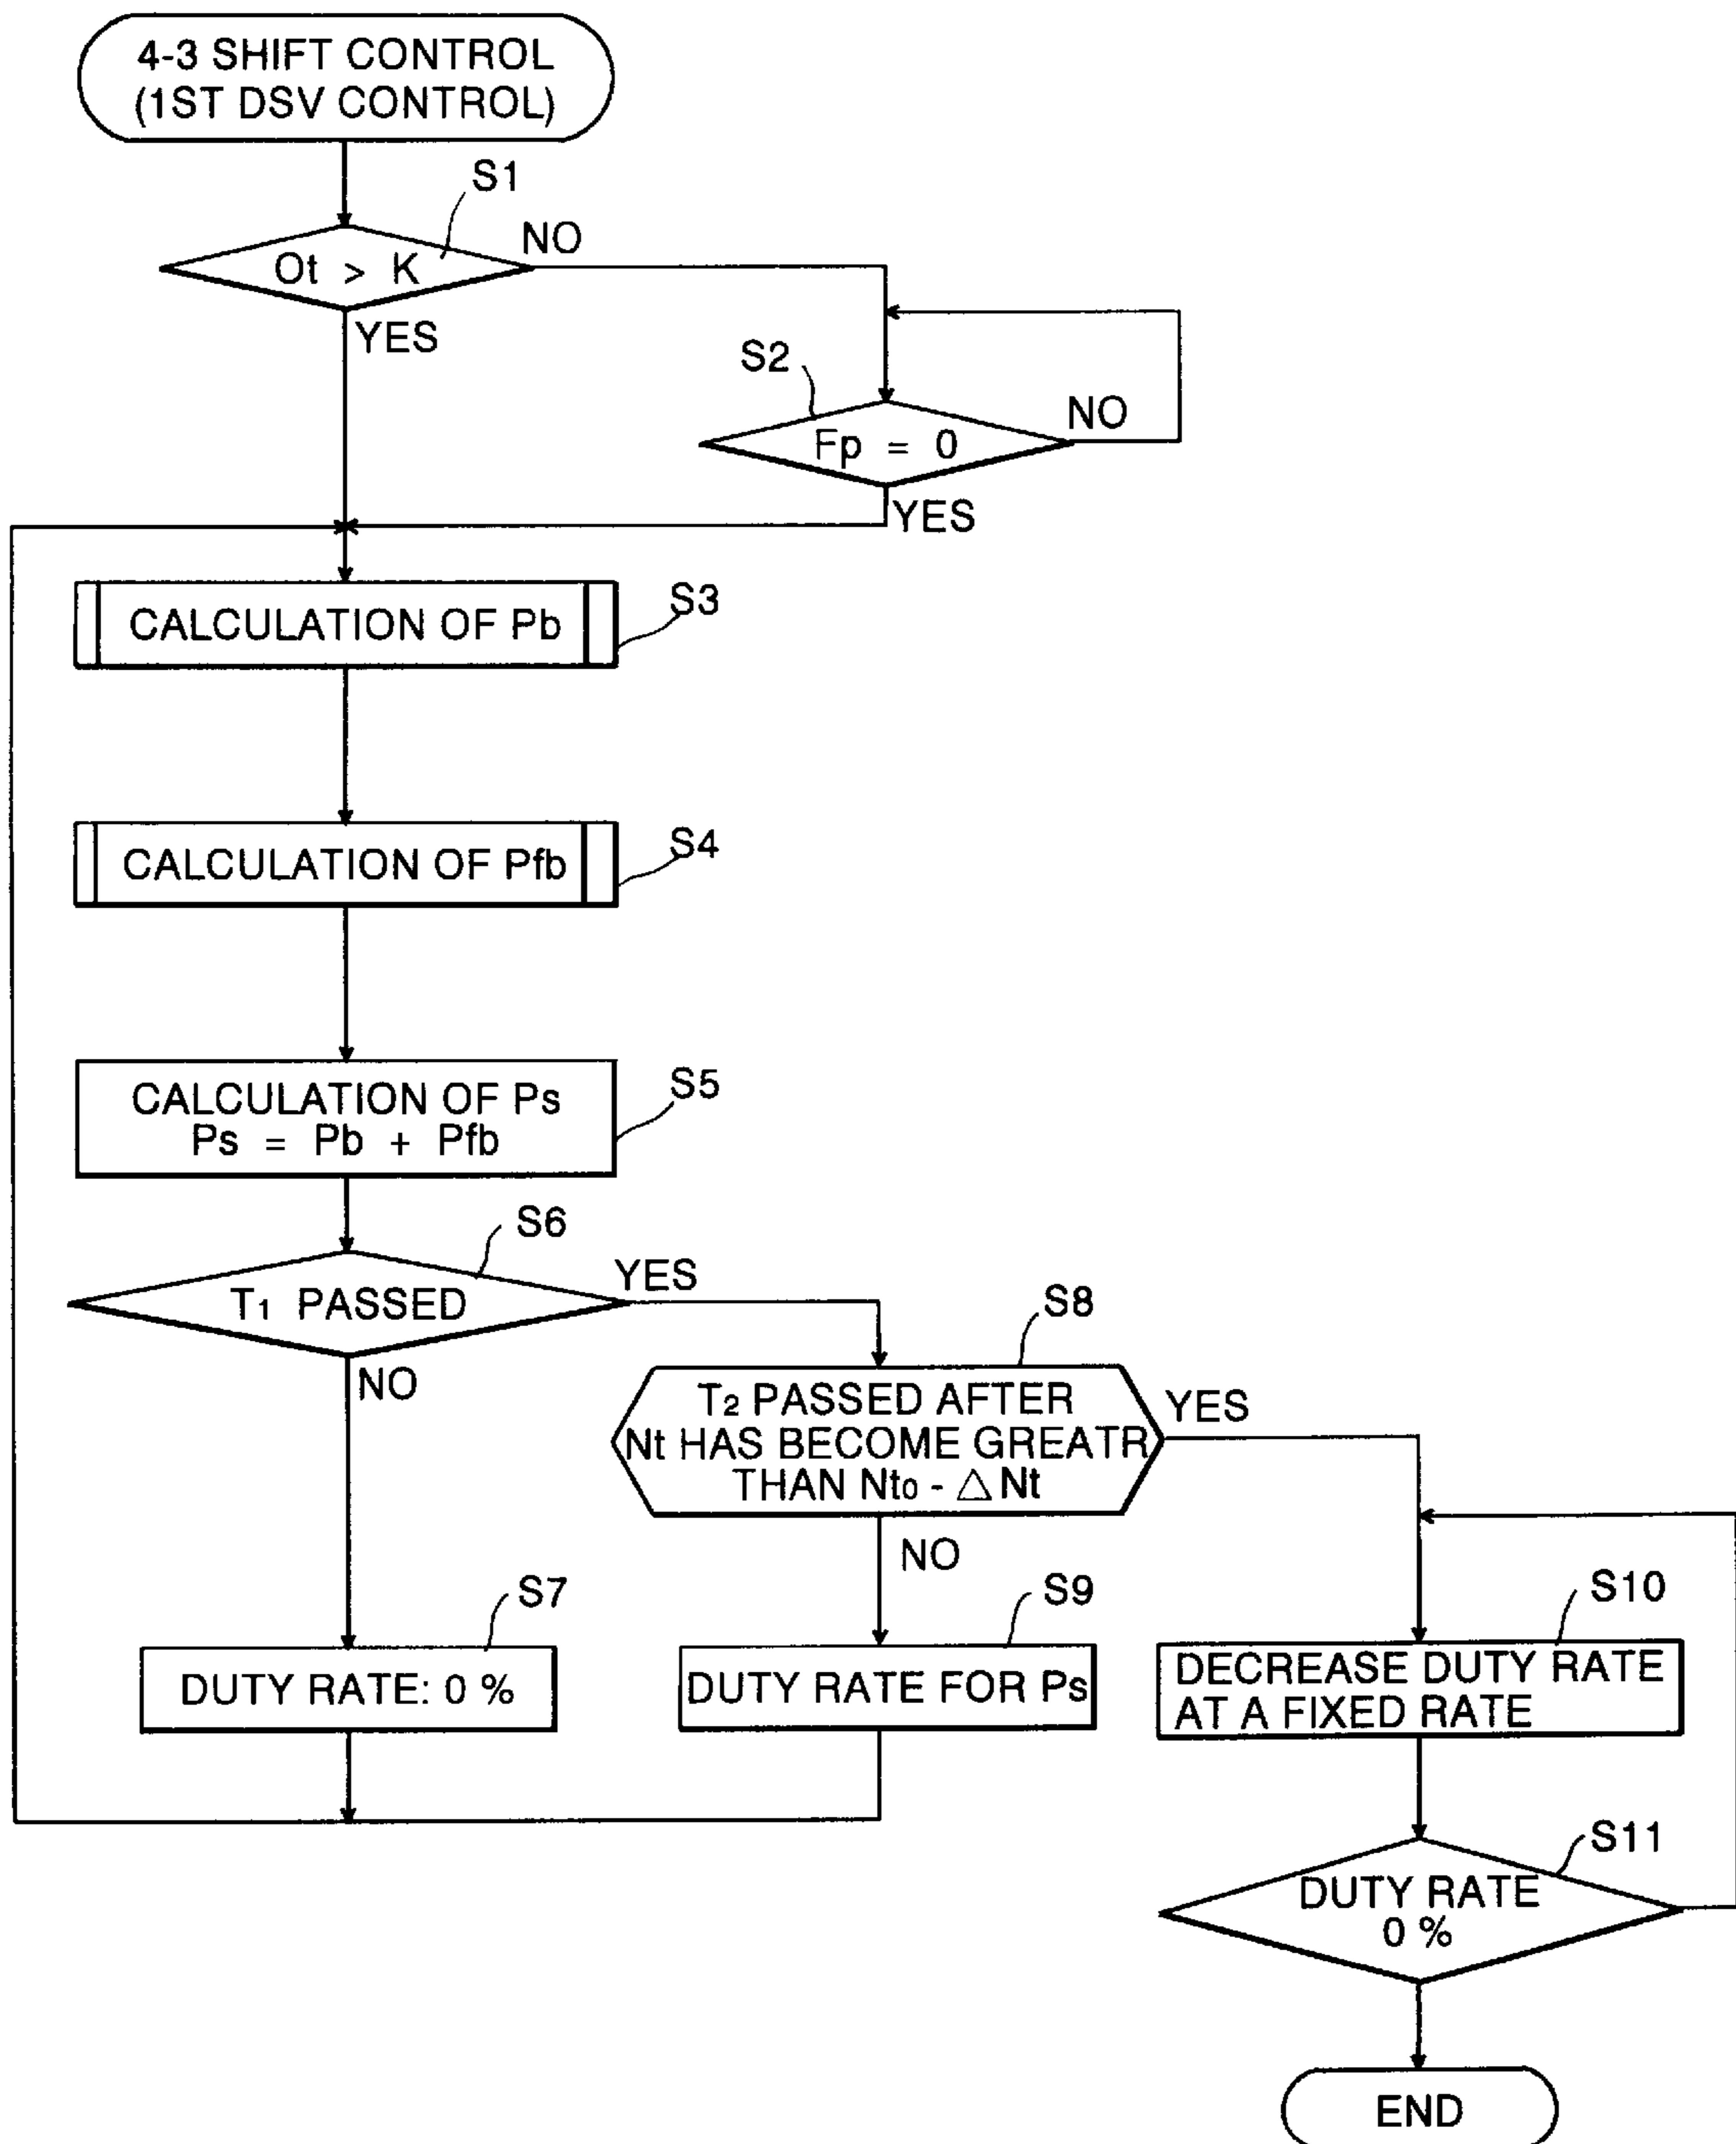 4-3 SHIFT CONTROL
(1ST DSV CONTROL)
S1
NO
Ot > K
YES
S2
NO
Fp = 0
YES
CALCULATION OF Pb
S3
CALCULATION OF Pfb
S4
CALCULATION OF Ps
Ps = Pb + Pfb
S5
S6
YES
T1 PASSED
NO
S8
T2 PASSED AFTER
Nt HAS BECOME GREATR
THAN Nt0 - △Nt
YES
NO
S7
DUTY RATE: 0 %
S9
DUTY RATE FOR Ps
S10
DECREASE DUTY RATE
AT A FIXED RATE
S11
DUTY RATE
0 %
END